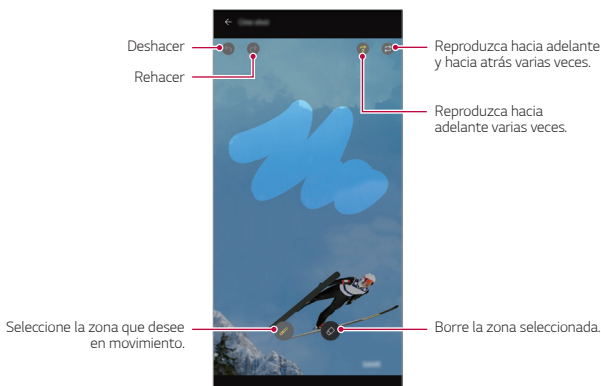 Deshacer
Rehacer
Reproduzca hacia adelante
y hacia atrás varias veces.
Reproduzca hacia
adelante varias veces.
Seleccione la zona que desee
en movimiento.
Borre la zona seleccionada.